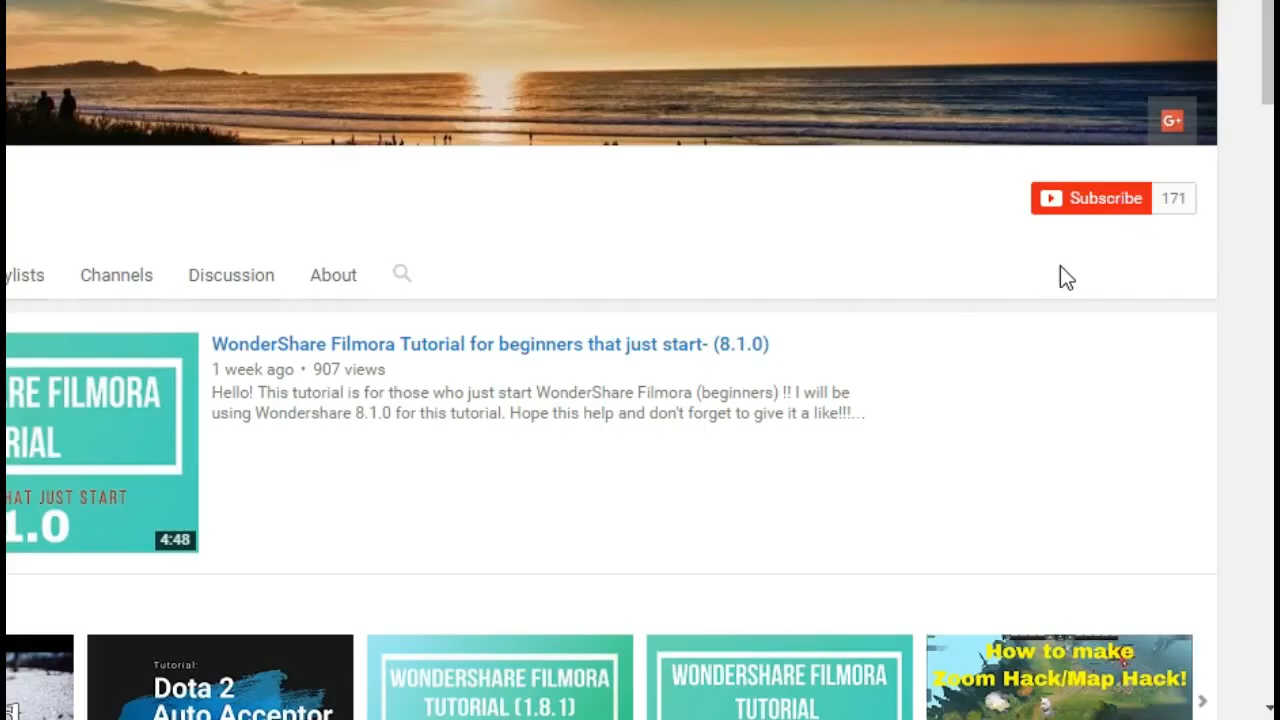 G+
Subscribe 171
ylists Channels Discussion About
RE FILMORA
RIAL
HAT JUST START
1.0
4:48
WonderShare Filmora Tutorial for beginners that just start- (8.1.0)
1 week ago • 907 views
Hello! This tutorial is for those who just start WonderShare Filmora (beginners) !! I will be
using Wondershare 8.1.0 for this tutorial. Hope this help and don't forget to give it a like!!!...
Tutorial:
Dota 2
Auto Acceptor
WONDERSHARE FILMORA
TUTORIAL (1.8.1)
WONDERSHARE FILMORA
TUTORIAL
How to make
Zoom Hack/Map Hack!